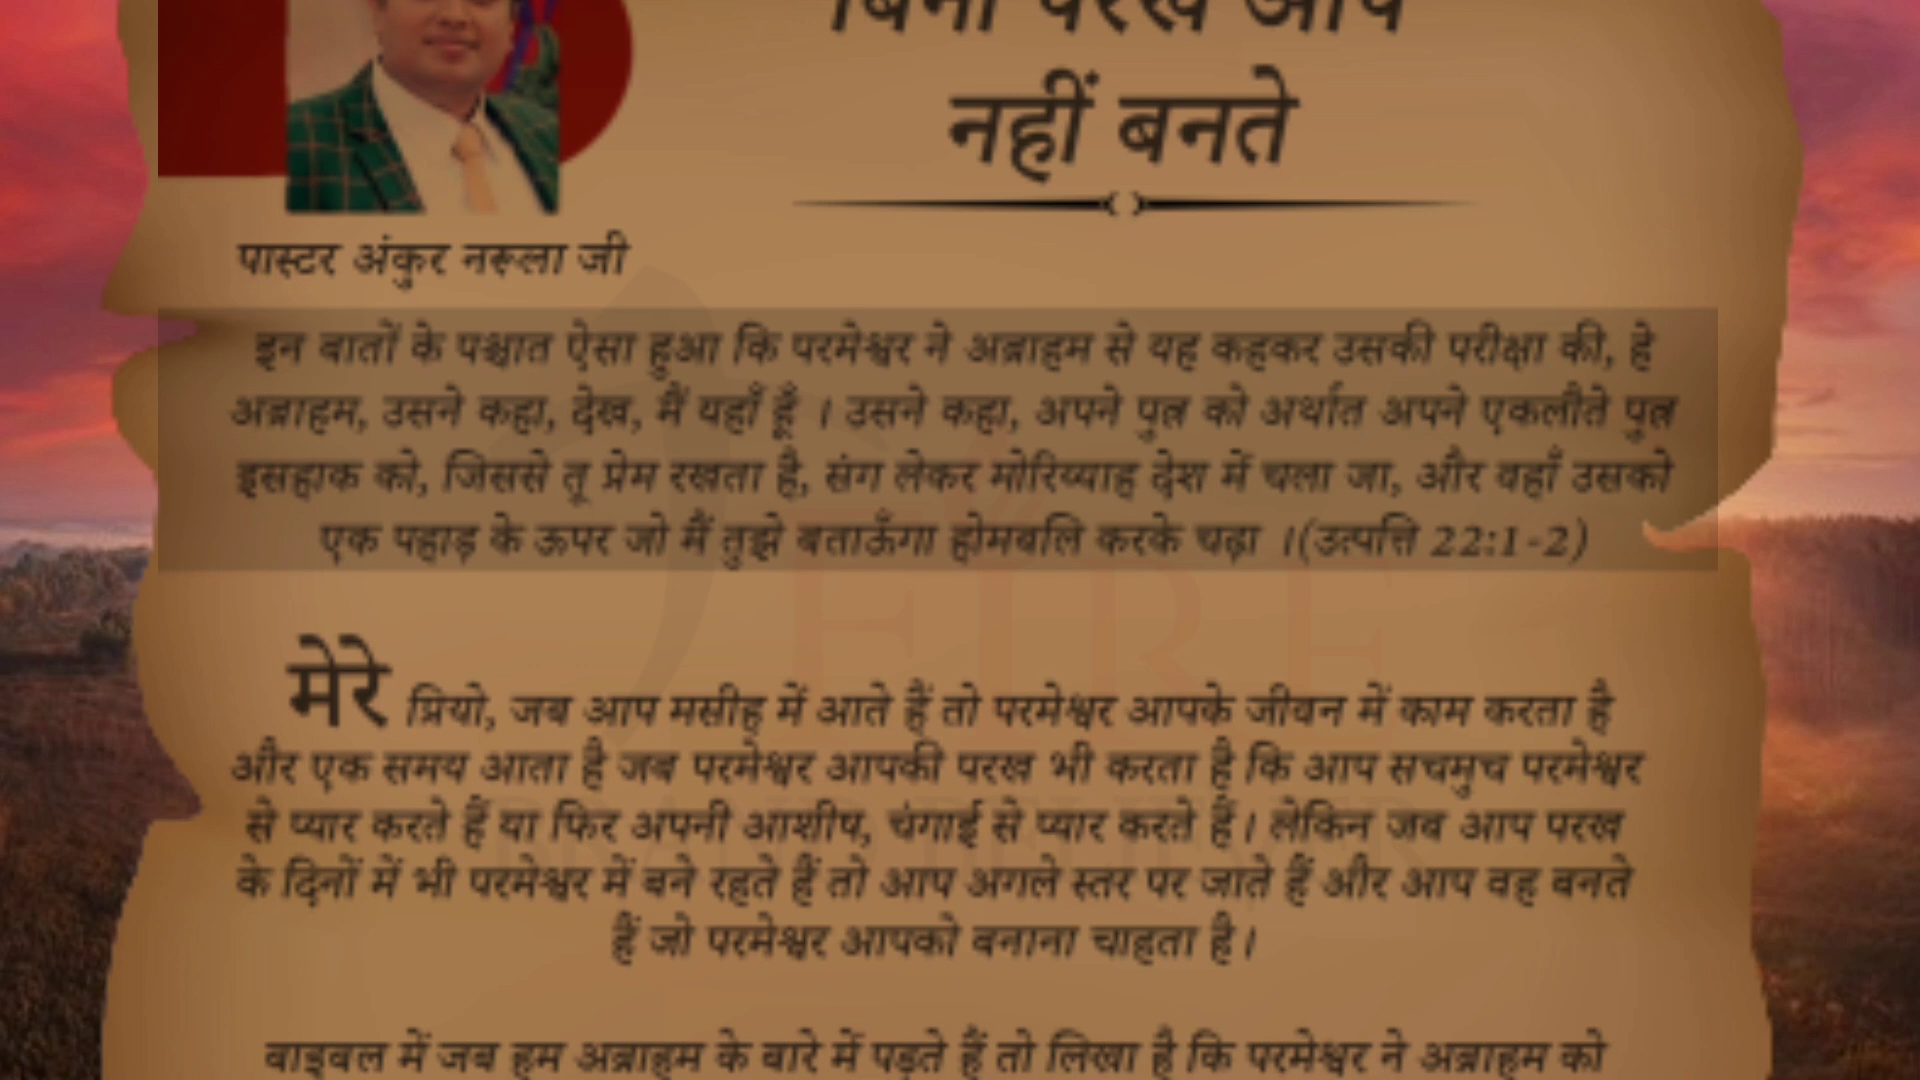 बिना परख आप
नहीं बनते
पास्टर अंकुर नरूला जी
इन बातों के पश्चात ऐसा हुआ कि परमेश्वर ने अब्राहम से यह कहकर उसकी परीक्षा की, हे
अब्राहम, उसने कहा, देख, मैं यहाँ हूँ । उसने कहा, अपने पुत्र को अर्थात अपने एकलौते पुत्र
इसहाक को, जिससे तू प्रेम रखता है, संग लेकर मोरिय्याह देश में चला जा, और वहाँ उसको
एक पहाड़ के ऊपर जो मैं तुझे बताऊँगा होमबलि करके चढ़ा ।(उत्पत्ति 22:1-2)
FIRE
मेरे प्रियो, जब आप मसीह में आते हैं तो परमेश्वर आपके जीवन में काम करता है
और एक समय आता है जब परमेश्वर आपकी परख भी करता है कि आप सचमुच परमेश्वर
से प्यार करते हैं या फिर अपनी आशीष, चंगाई से प्यार करते हैं। लेकिन जब आप परख
के दिनों में भी परमेश्वर में बने रहते हैं तो आप अगले स्तर पर जाते हैं और आप वह बनते
हैं जो परमेश्वर आपको बनाना चाहता है।
बाइबल में जब हम अब्राहम के बारे में पढ़ते हैं तो लिखा है कि परमेश्वर ने अब्राहम को